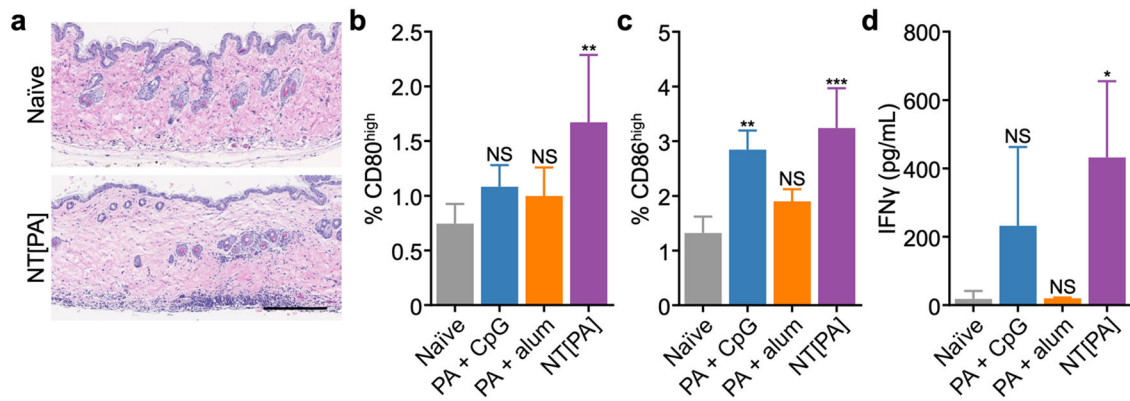 a
Naïve
NT[PA]
b
% CD80high
2.5
2.0
1.5
1.0
0.5
0
NS
NS
**
Naïve
PA + CpG
PA + alum
NT[PA]
c
% CD86high
5
4
3
2
1
0
**
NS
***
Naïve
PA + CpG
PA + alum
NT[PA]
d
IFNγ (pg/mL)
800
600
400
200
0
NS
NS
*
Naïve
PA + CpG
PA + alum
NT[PA]